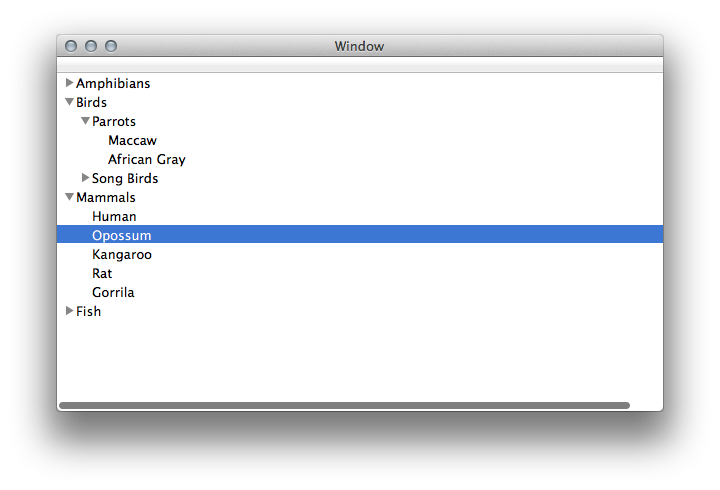 Window
Amphibians
Birds
Parrots
Maccaw
African Gray
Song Birds
Mammals
Human
Opossum
Kangaroo
Rat
Gorrila
Fish